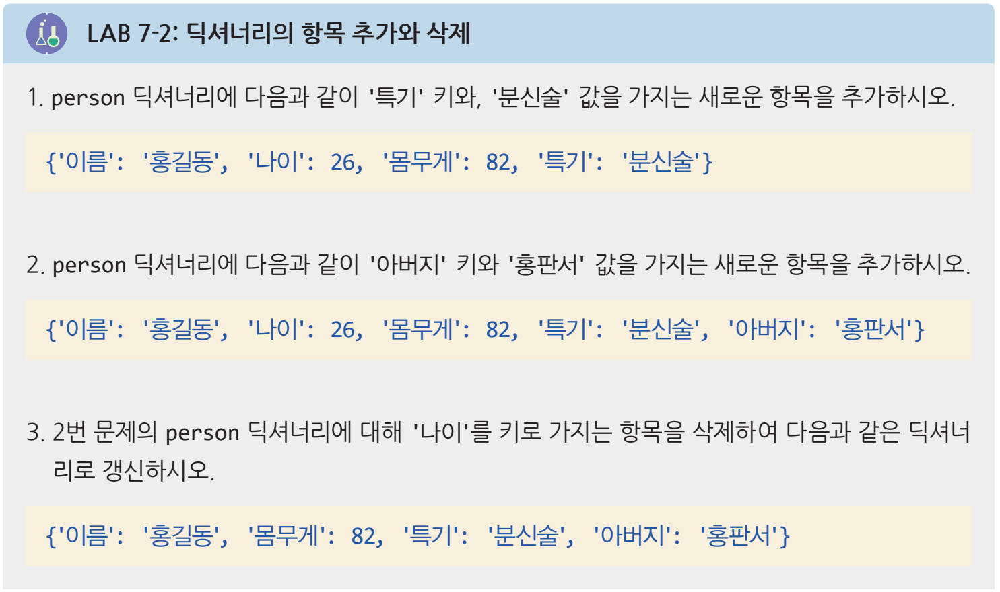 LAB 7-2: 딕셔너리의 항목 추가와 삭제
1. person 딕셔너리에 다음과 같이 '특기' 키와, '분신술' 값을 가지는 새로운 항목을 추가하시오.
{'이름': '홍길동', '나이': 26, '몸무게': 82, '특기': '분신술'}
2. person 딕셔너리에 다음과 같이 '아버지' 키와 '홍판서' 값을 가지는 새로운 항목을 추가하시오.
{'이름': '홍길동', '나이': 26, '몸무게': 82, '특기': '분신술', '아버지': '홍판서'}
3. 2번 문제의 person 딕셔너리에 대해 '나이'를 키로 가지는 항목을 삭제하여 다음과 같은 딕셔너
리로 갱신하시오.
{'이름': '홍길동', '몸무게': 82, '특기': '분신술', '아버지': '홍판서'}